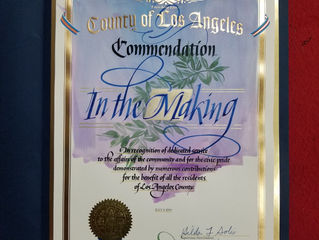 County of Los Angeles
Commendation
In the Making
In recognition of dedicated service
to the affairs of the community and for the civic pride
demonstrated by numerous contributions
for the benefit of all the residents
of Los Angeles County.